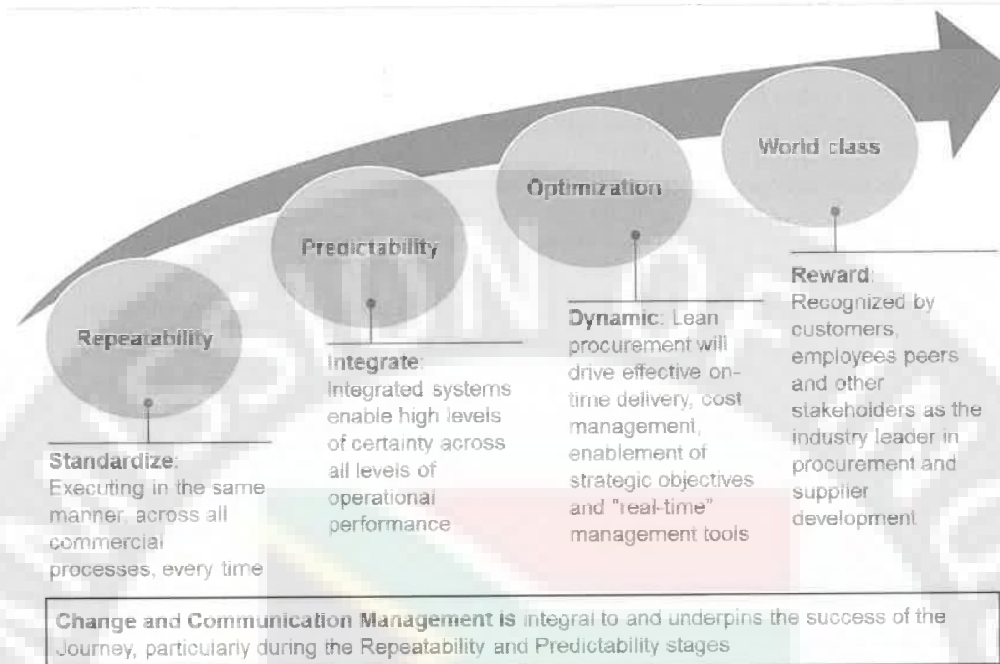 World class
Optimization
Predictability
Repeatability
Standardize:
Executing in the same
manner, across all
commercial
processes, every time
Integrate:
Integrated systems
enable high levels
of certainty across
all levels of
operational
performance
Dynamic: Lean
procurement will
drive effective on-
time delivery, cost
management,
enablement of
strategic objectives
and "real-time"
management tools
Reward:
Recognized by
customers,
employees peers
and other
stakeholders as the
industry leader in
procurement and
supplier
development
Change and Communication Management is integral to and underpins the success of the
Journey, particularly during the Repeatability and Predictability stages